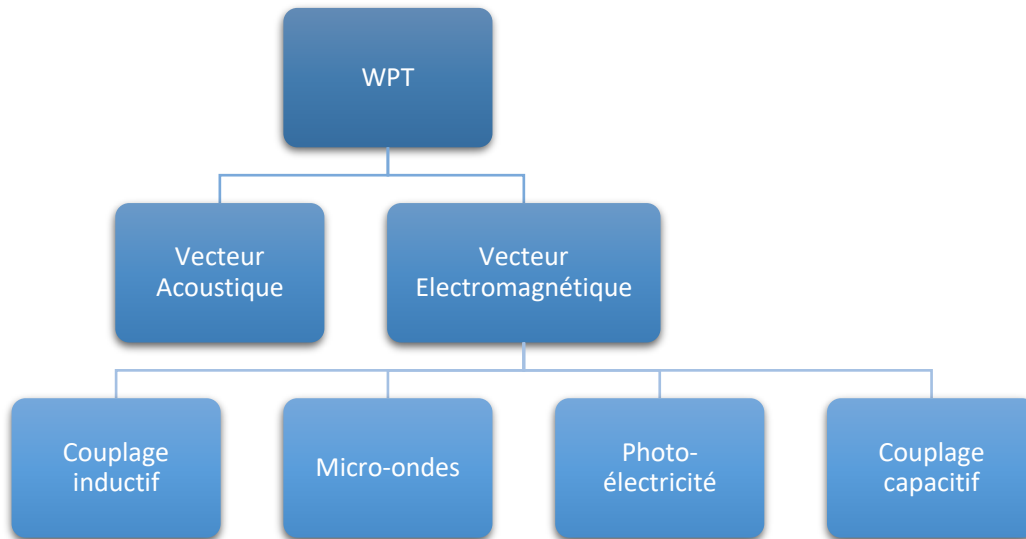 WPT
Vecteur
Acoustique
Vecteur
Electromagnétique
Couplage
inductif
Micro-ondes
Photo-
électricité
Couplage
capacitif